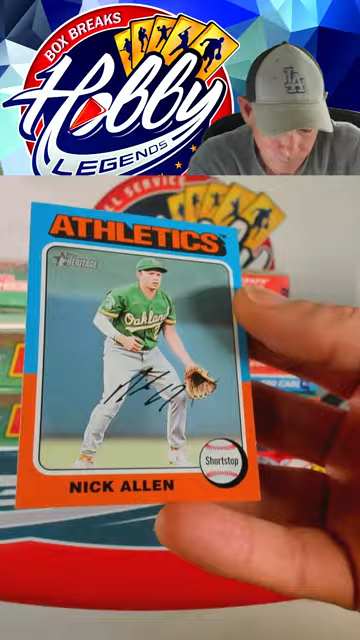 BOX BREAKS
Hobby
LEGENDS
LA
ATHLETICS
HERITAGE
Oakland
Shortstop
NICK ALLEN